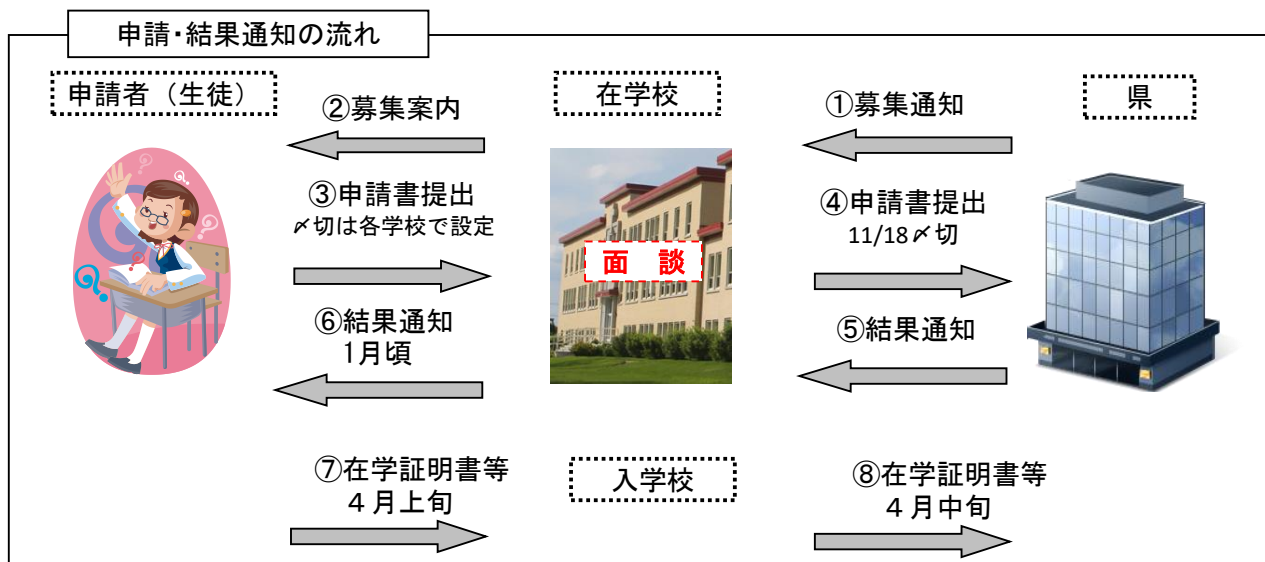 申請・結果通知の流れ
申請者（生徒）
在学校
県
②募集案内
①募集通知
③申請書提出
〆切は各学校で設定
④申請書提出
11/18〆切
面　談
⑥結果通知
1月頃
⑤結果通知
⑦在学証明書等
４月上旬
入学校
⑧在学証明書等
４月中旬